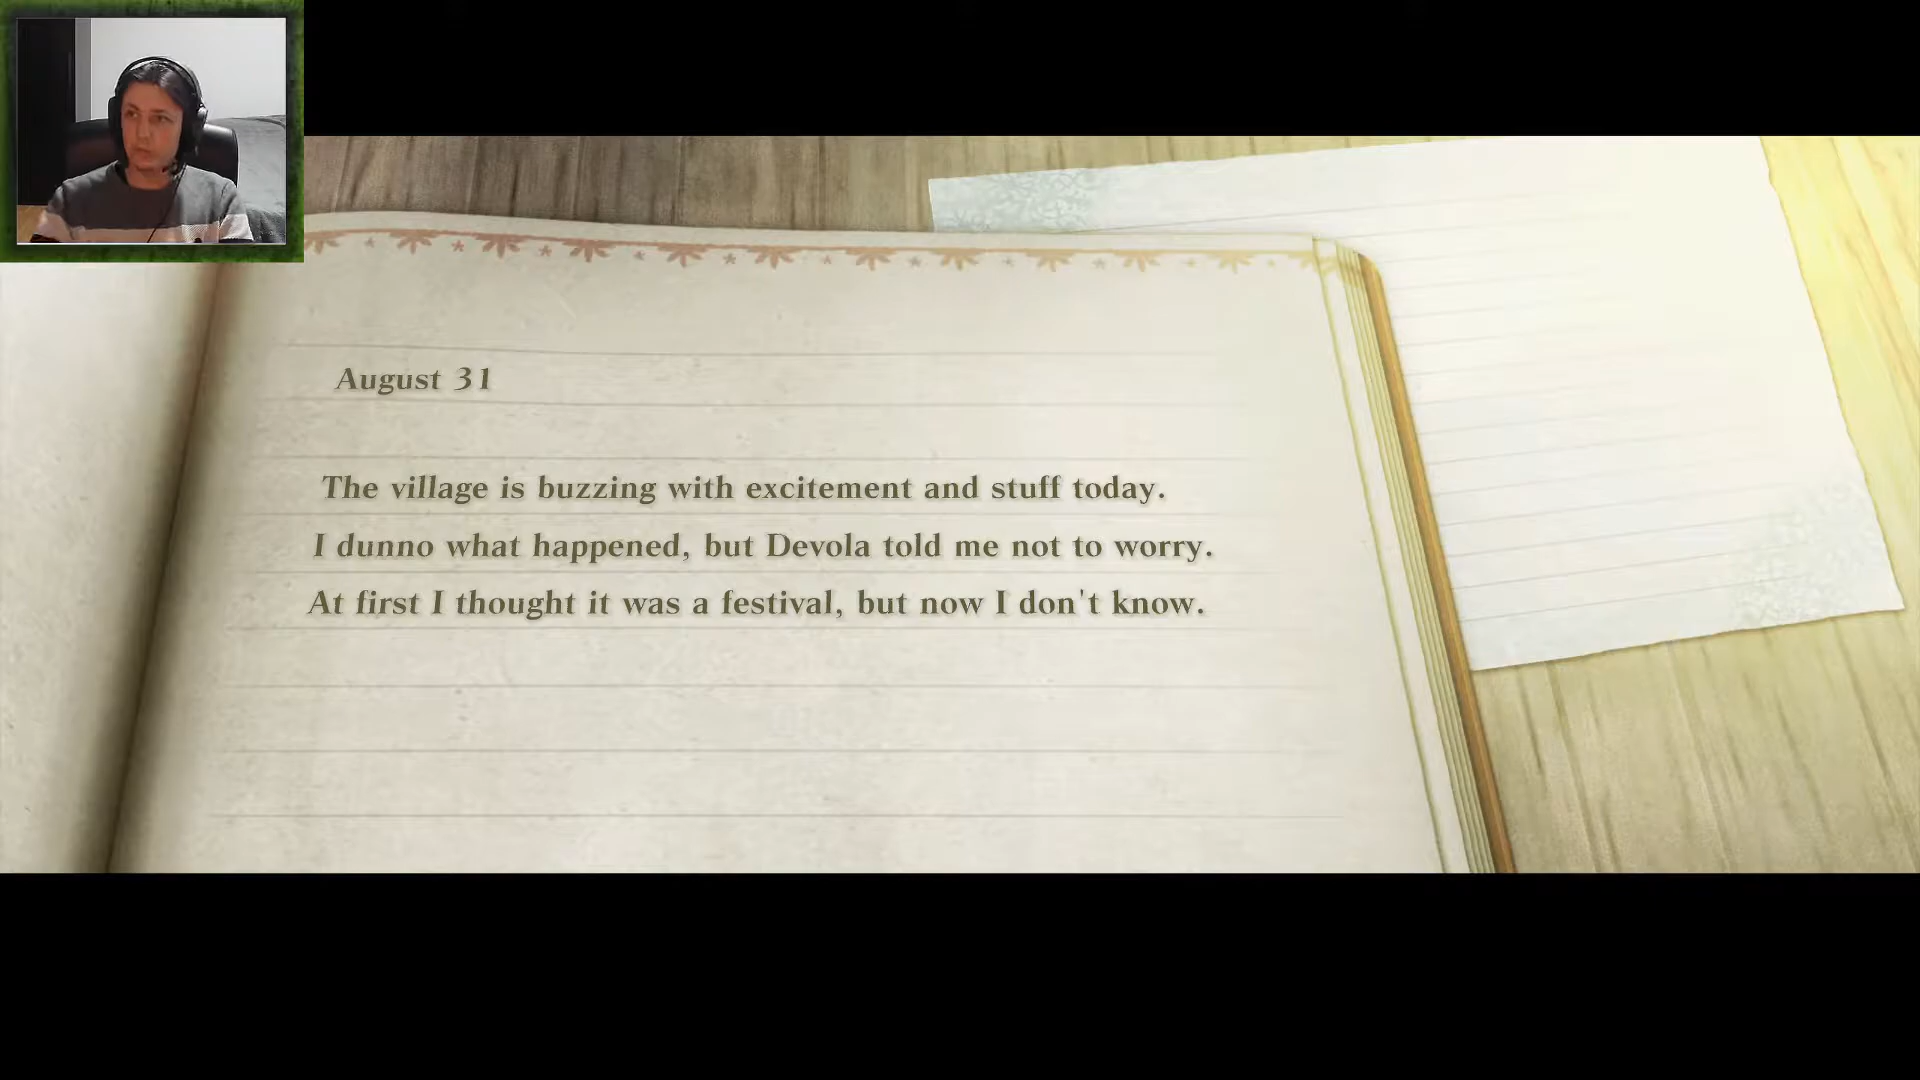 August 31
The village is buzzing with excitement and stuff today.
I dunno what happened, but Devola told me not to worry.
At first I thought it was a festival, but now I don't know.